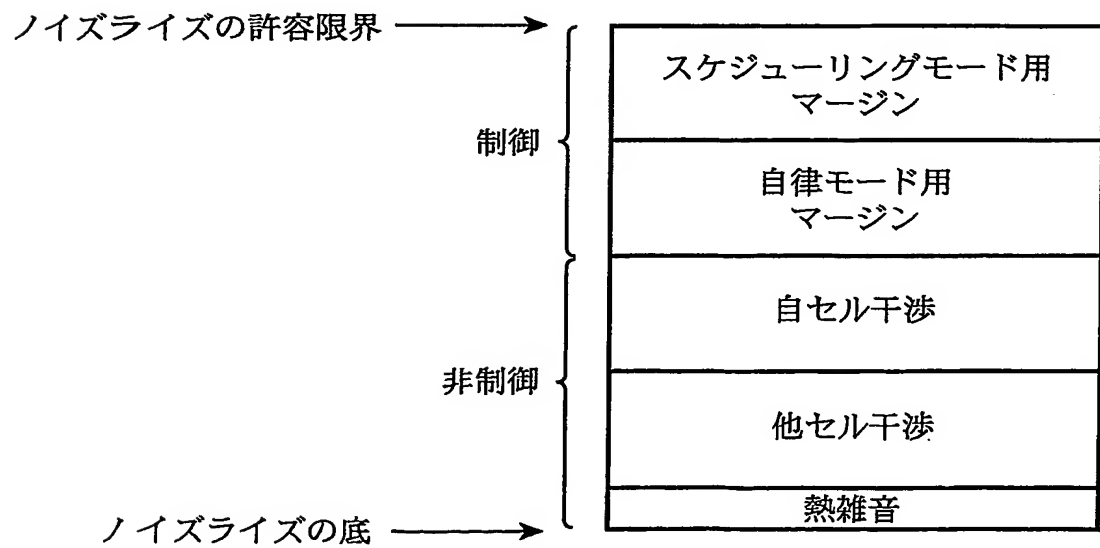 ノイズライズの許容限界
スケジューリングモード用
マージン
制御
自律モード用
マージン
自セル干渉
非制御
他セル干渉
熱雑音
ノイズライズの底